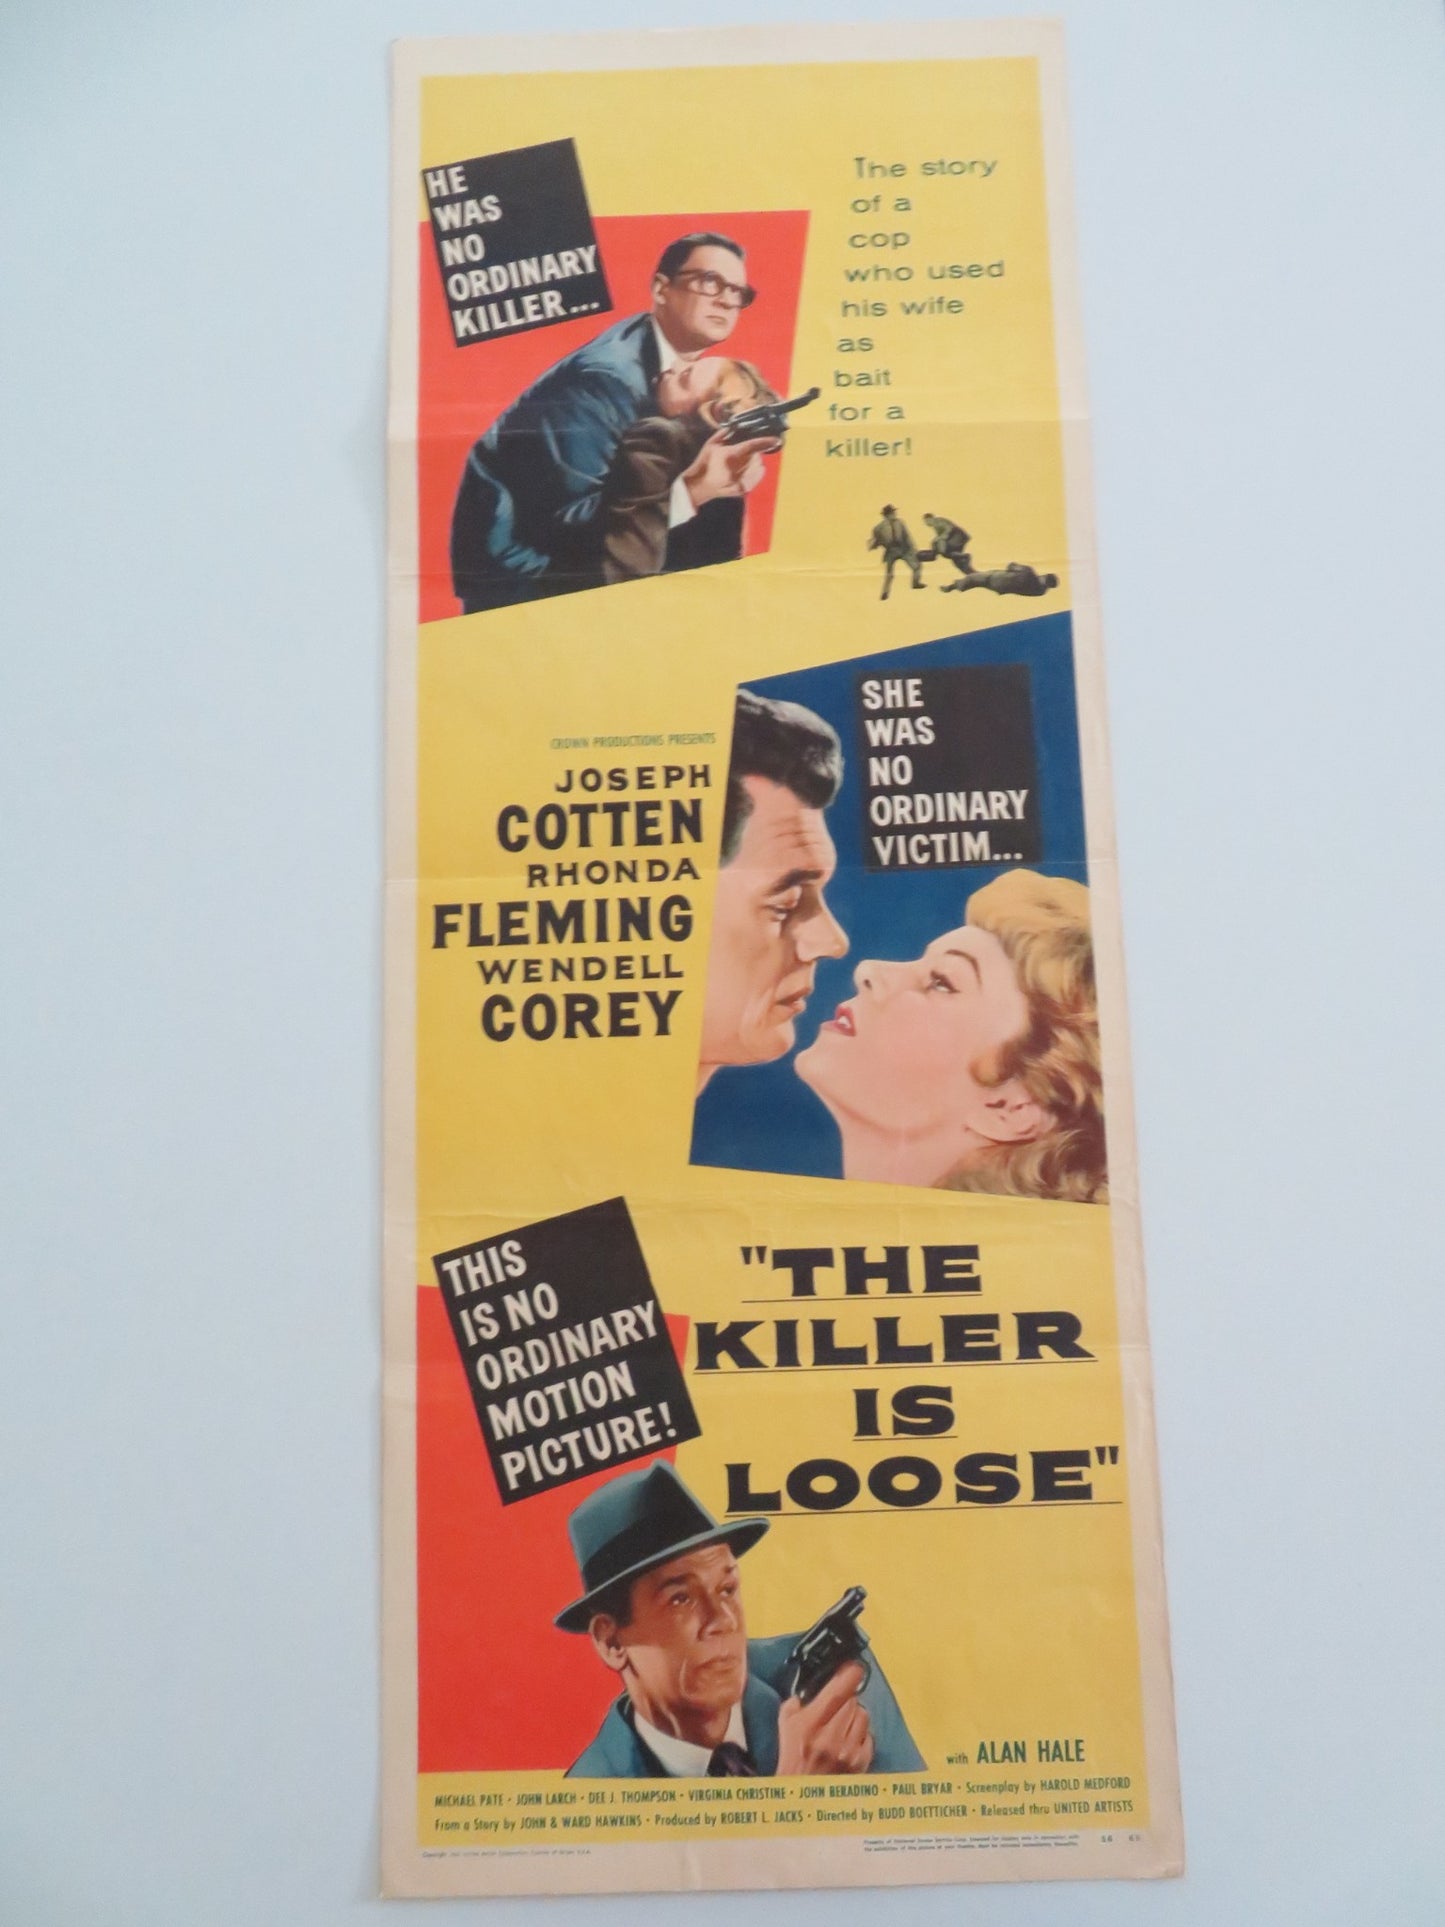 HE
WAS
NO
ORDINARY
KILLER...
The story
of a
cop
who used
his wife
as
bait
for a
killer!
SHE
WAS
NO
ORDINARY
VICTIM...
CROWN PRODUCTIONS PRESENTS
JOSEPH
COTTEN
RHONDA
FLEMING
WENDELL
COREY
THIS
IS NO
ORDINARY
MOTION
PICTURE!
"THE
KILLER
IS
LOOSE"
with ALAN HALE
MICHAEL PATE · JOHN LARCH · DEE J. THOMPSON · VIRGINIA CHRISTINE · JOHN BERADINO · PAUL BRYAR · Screenplay by HAROLD MEDFORD
From a Story by JOHN & WARD HAWKINS · Produced by ROBERT L. JACKS · Directed by BUDD BOETTICHER · Released thru UNITED ARTISTS